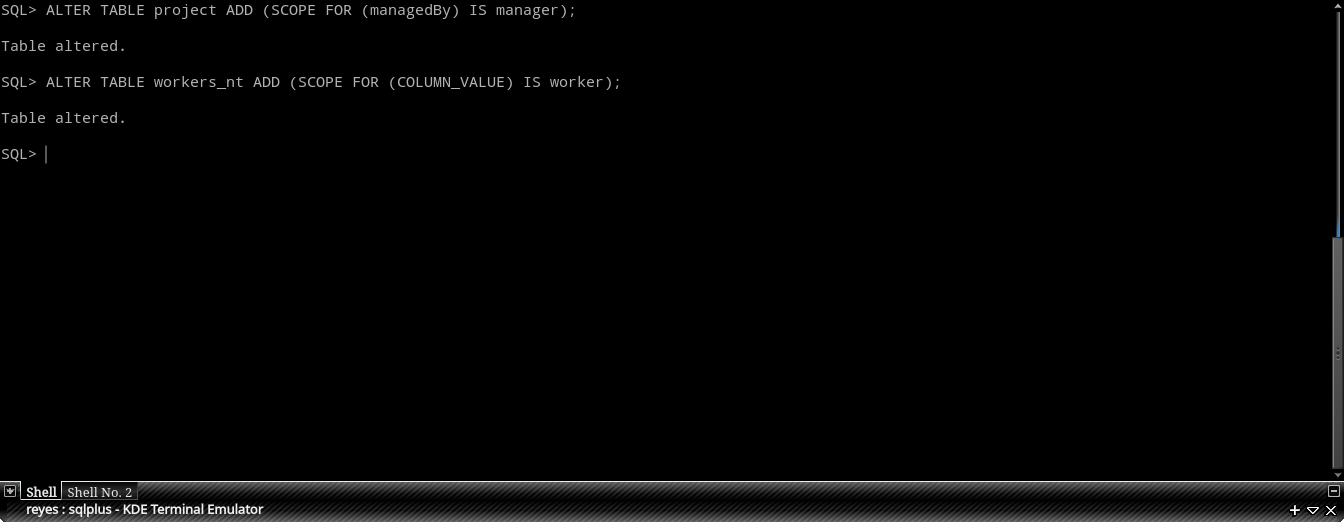 SQL> ALTER TABLE project ADD (SCOPE FOR (managedBy) IS manager);
Table altered.
SQL> ALTER TABLE workers_nt ADD (SCOPE FOR (COLUMN_VALUE) IS worker);
Table altered.
SQL>
Shell Shell No. 2
reyes : sqlplus - KDE Terminal Emulator